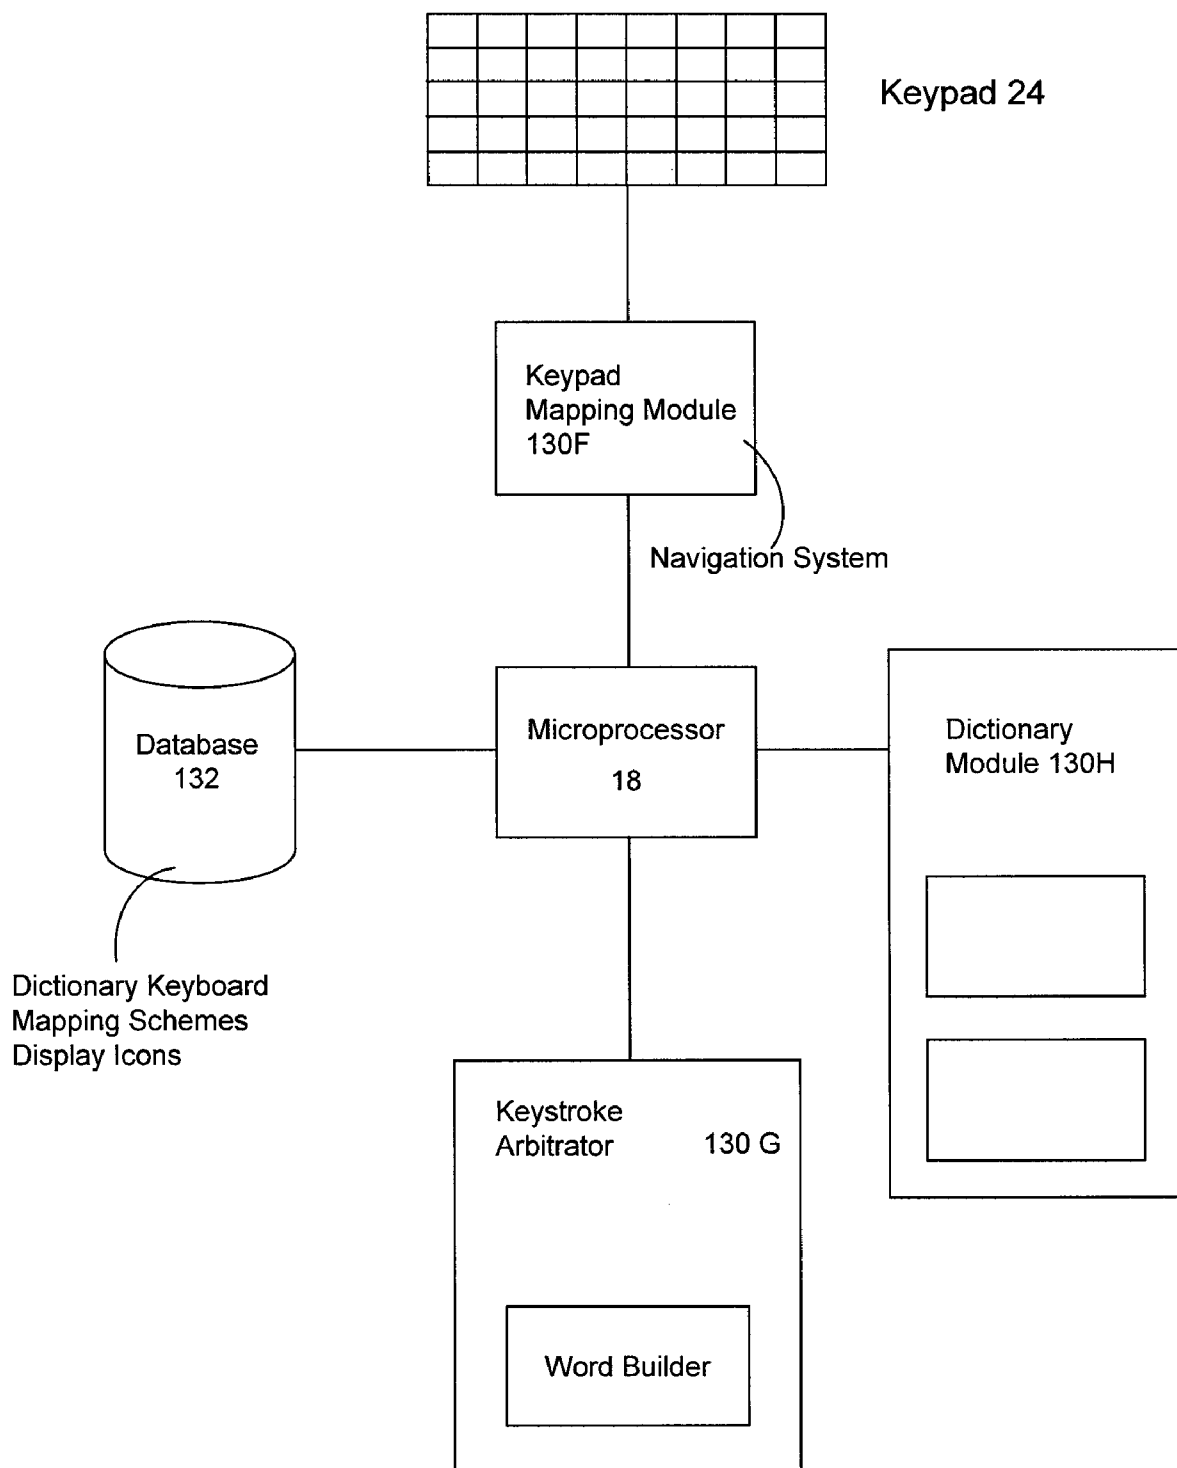 Keypad 24
Keypad
Mapping Module
130F
Navigation System
Database
132
Microprocessor
18
Dictionary
Module 130H
Dictionary Keyboard
Mapping Schemes
Display Icons
Keystroke
Arbitrator
130 G
Word Builder